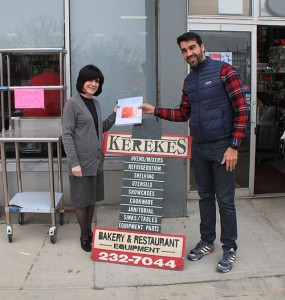 KEREKES
OVENS/MIXERS
REFRIGERATION
SHELVING
UTENSILS
SHOWCASES
COOKWARE
JANITORIAL
SINKS/TABLES
EQUIPMENT PARTS
BAKERY & RESTAURANT
EQUIPMENT
232-7044